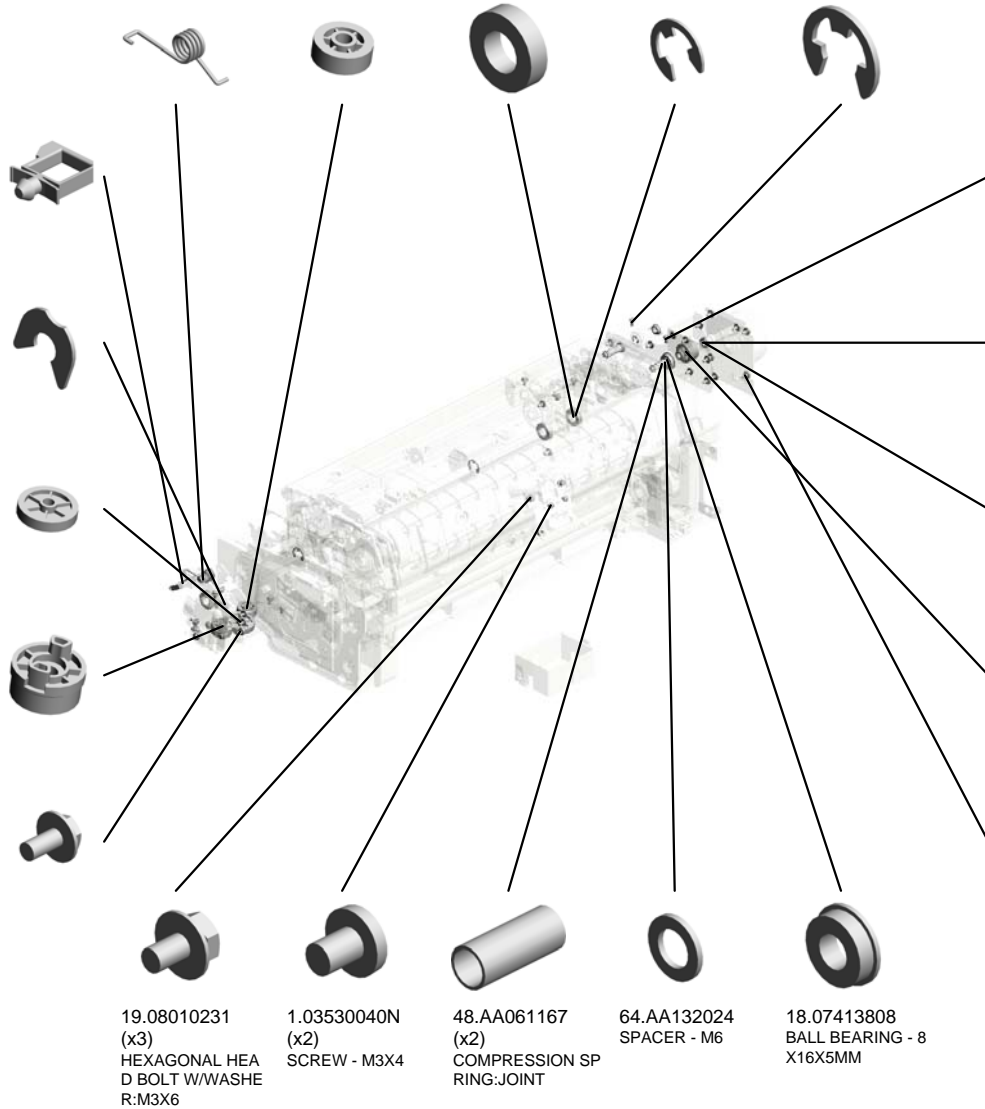 19.08010231
(x3)
HEXAGONAL HEA
D BOLT W/WASHE
R:M3X6
1.03530040N
(x2)
SCREW - M3X4
48.AA061167
(x2)
COMPRESSION SP
RING:JOINT
64.AA132024
SPACER - M6
18.07413808
BALL BEARING - 8
X16X5MM